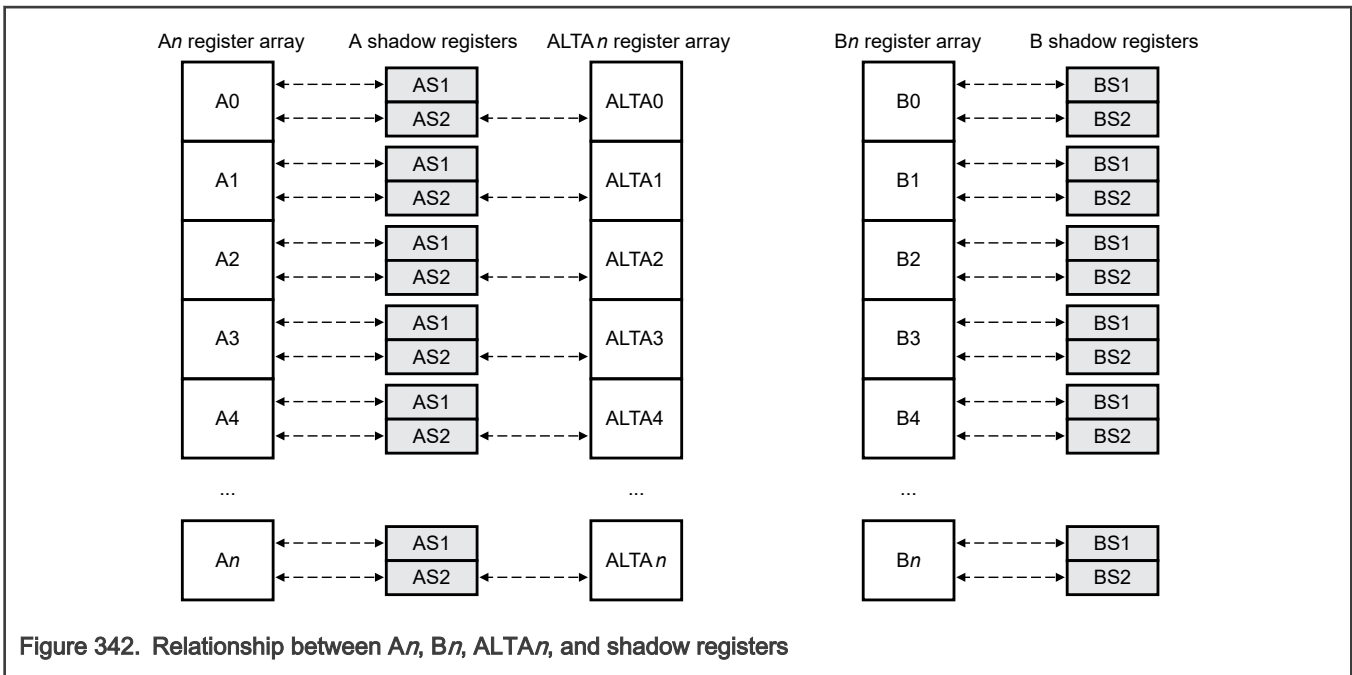 An register array A shadow registers ALTAn register array Bn register array B shadow registers
A0 AS1 ALTA0 B0 BS1
AS2 BS2
A1 AS1 ALTA1 B1 BS1
AS2 BS2
A2 AS1 ALTA2 B2 BS1
AS2 BS2
A3 AS1 ALTA3 B3 BS1
AS2 BS2
A4 AS1 ALTA4 B4 BS1
AS2 BS2
... ... ...
An AS1 ALTAn Bn BS1
AS2 BS2
Figure 342. Relationship between An, Bn, ALTAn, and shadow registers